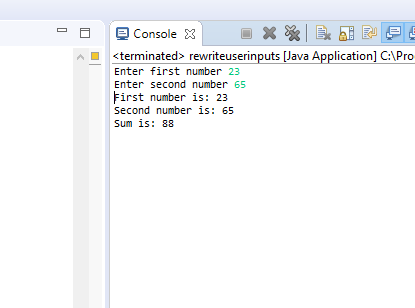 Console
<terminated> rewriteuserinputs [Java Application] C:\Prog
Enter first number 23
Enter second number 65
First number is: 23
Second number is: 65
Sum is: 88